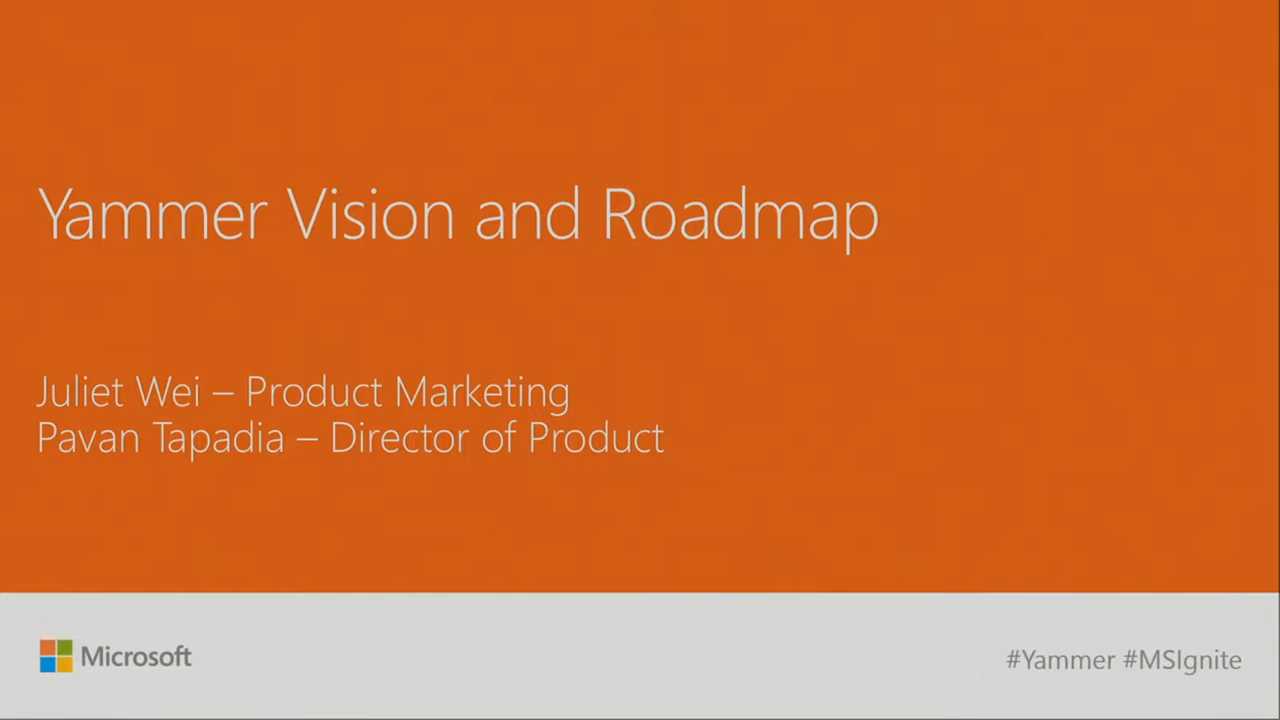 Yammer Vision and Roadmap
Juliet Wei – Product Marketing
Pavan Tapadia – Director of Product
Microsoft
#Yammer #MSIgnite